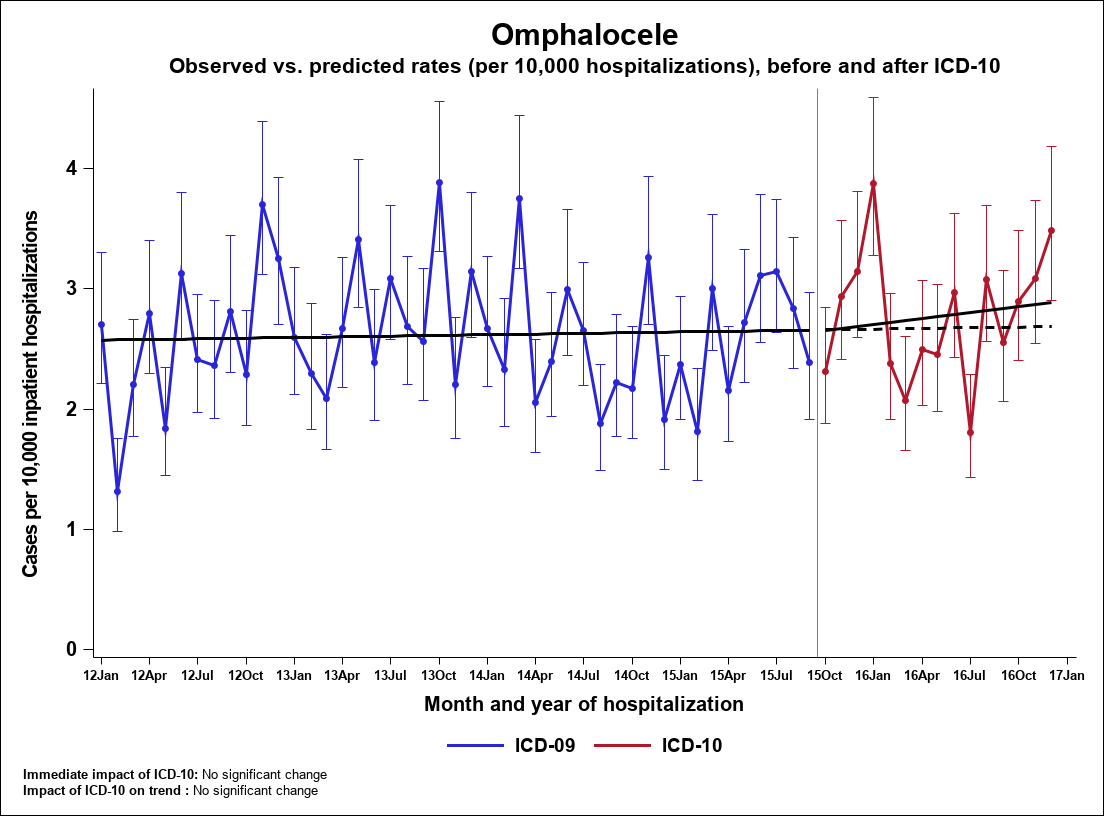 Omphalocele
Observed vs. predicted rates (per 10,000 hospitalizations), before and after ICD-10
Cases per 10,000 inpatient hospitalizations
4
3
2
1
0
12Jan 12Apr 12Jul 12Oct 13Jan 13Apr 13Jul 13Oct 14Jan 14Apr 14Jul 14Oct 15Jan 15Apr 15Jul 15Oct 16Jan 16Apr 16Jul 16Oct 17Jan
Month and year of hospitalization
ICD-09 ICD-10
Immediate impact of ICD-10: No significant change
Impact of ICD-10 on trend : No significant change